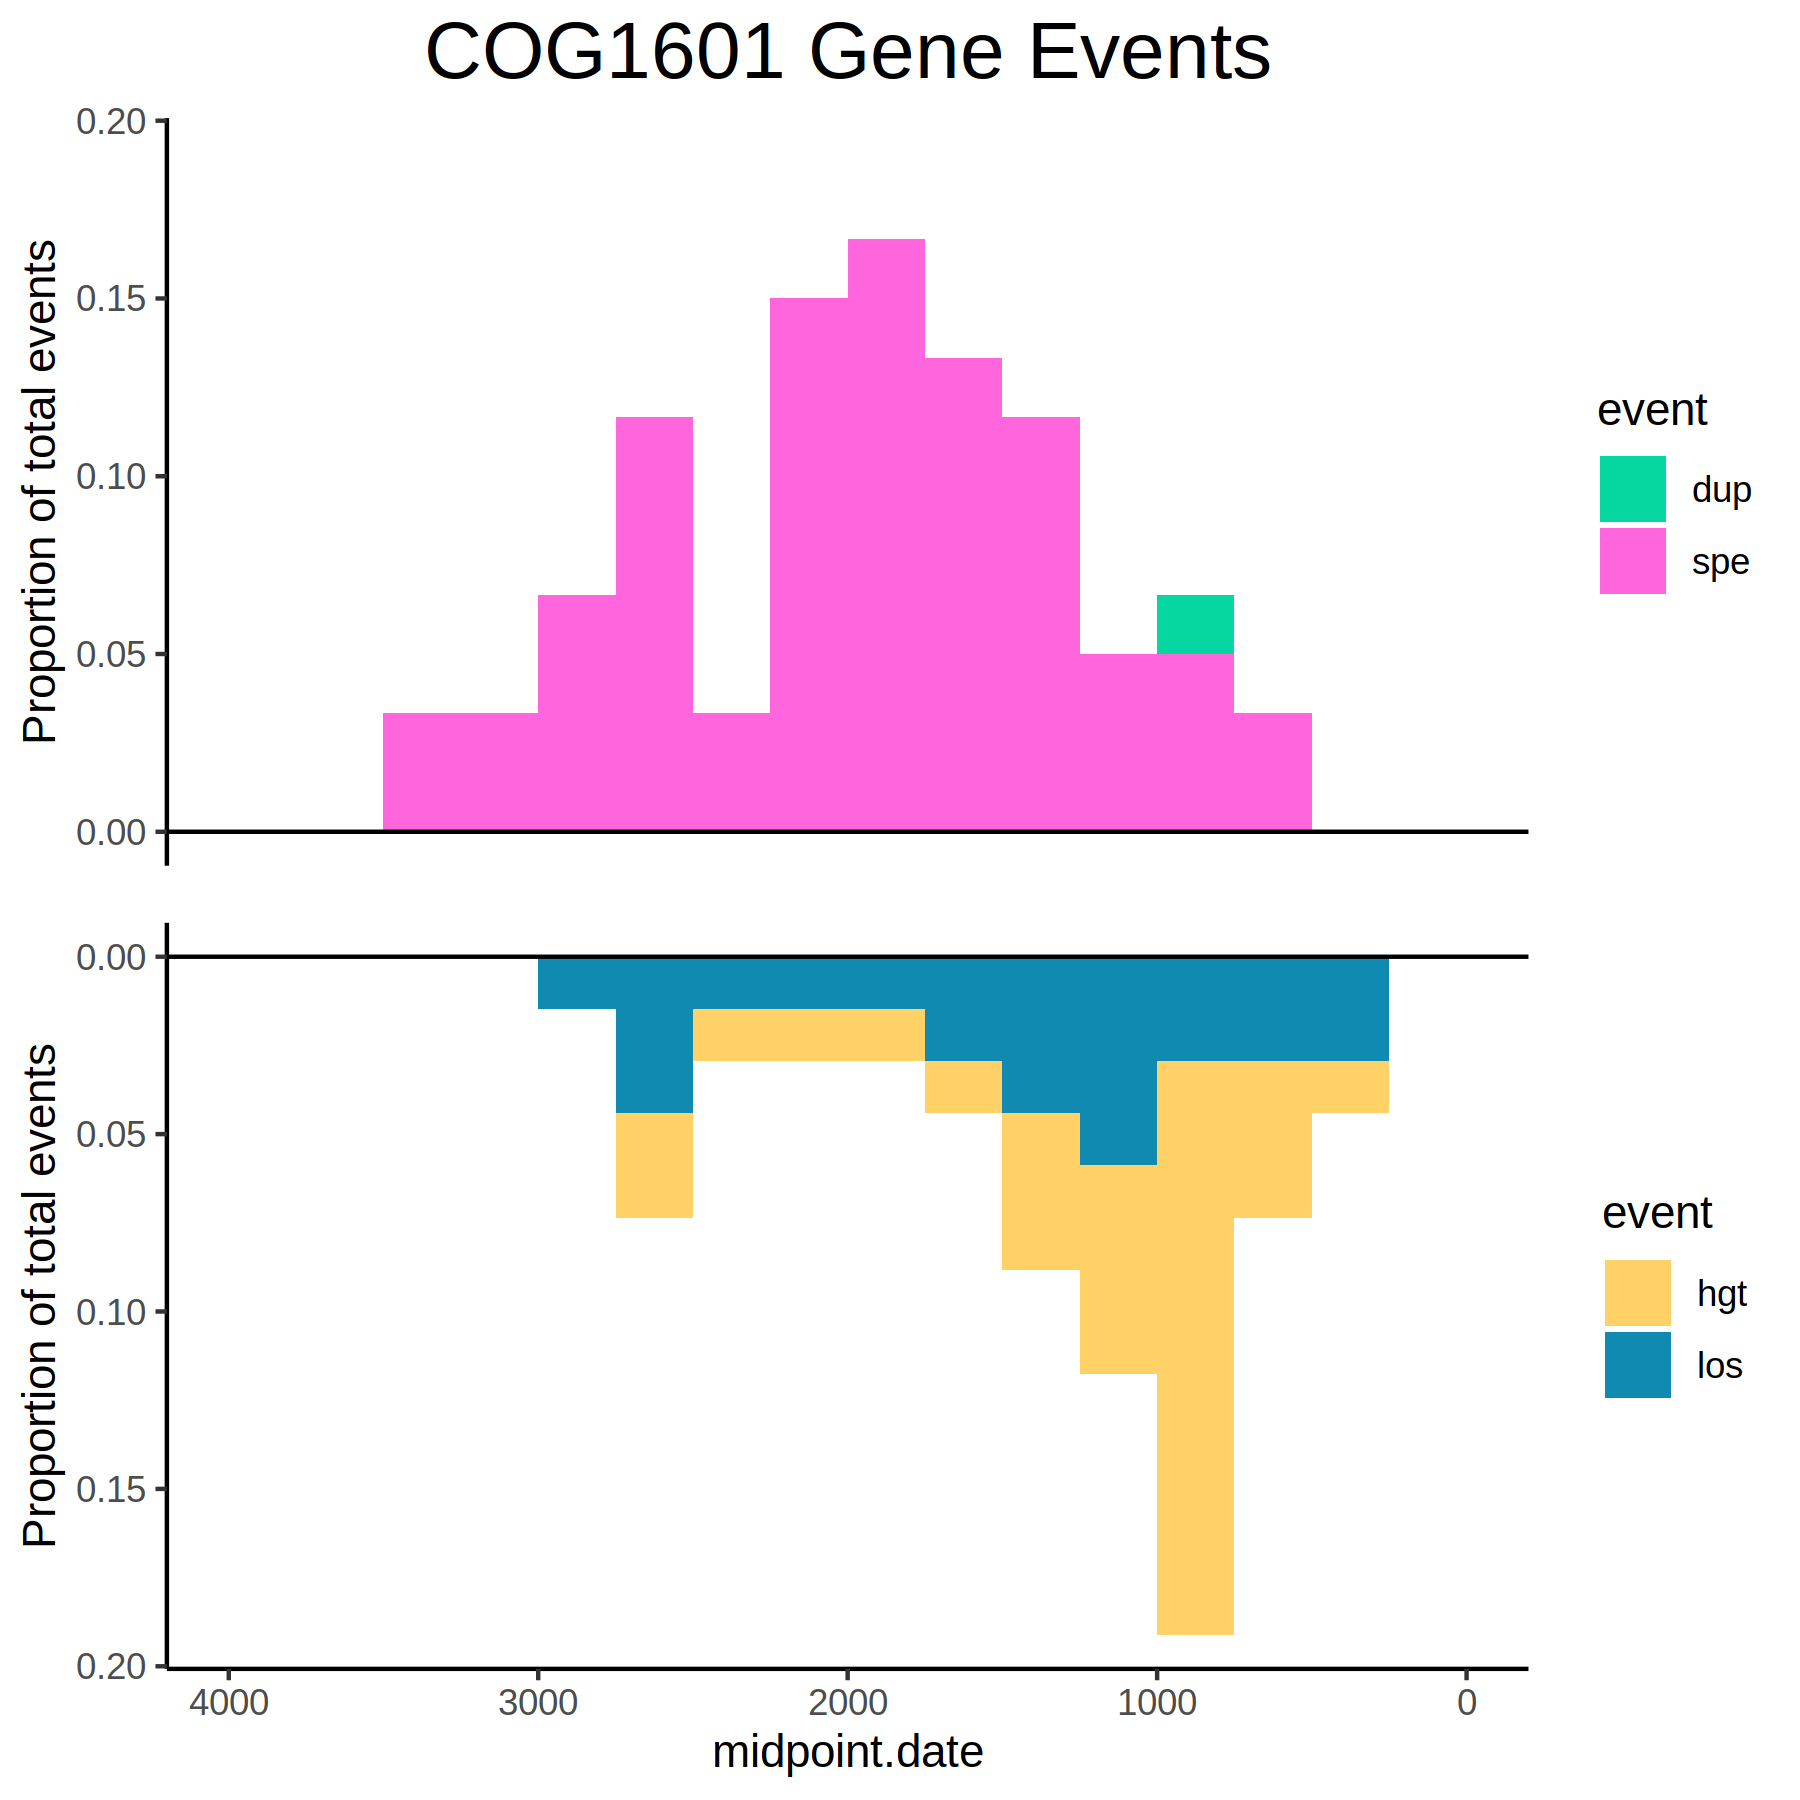 COG1601 Gene Events
0.20
0.15
0.10
0.05
0.00
Proportion of total events
event
dup
spe
0.00
0.05
0.10
0.15
0.20
Proportion of total events
event
hgt
los
4000 3000 2000 1000 0
midpoint.date